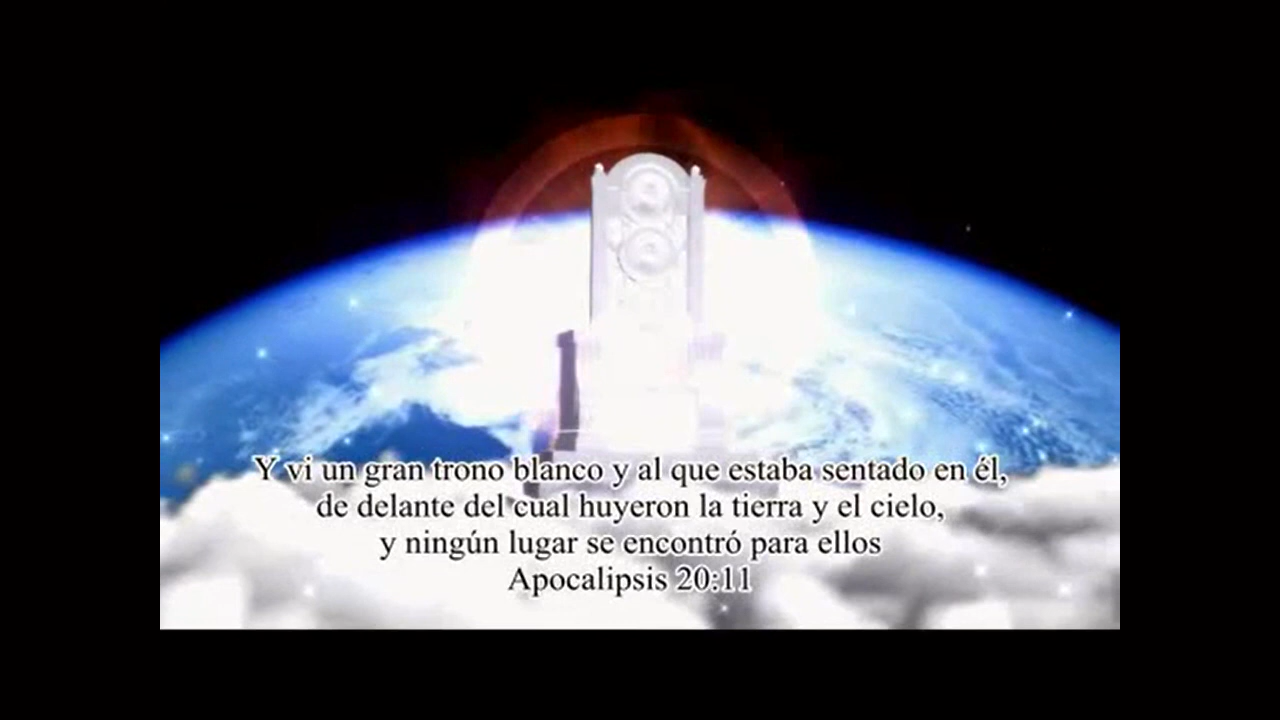 Y vi un gran trono blanco y al que estaba sentado en él,
de delante del cual huyeron la tierra y el cielo,
y ningún lugar se encontró para ellos
Apocalipsis 20:11